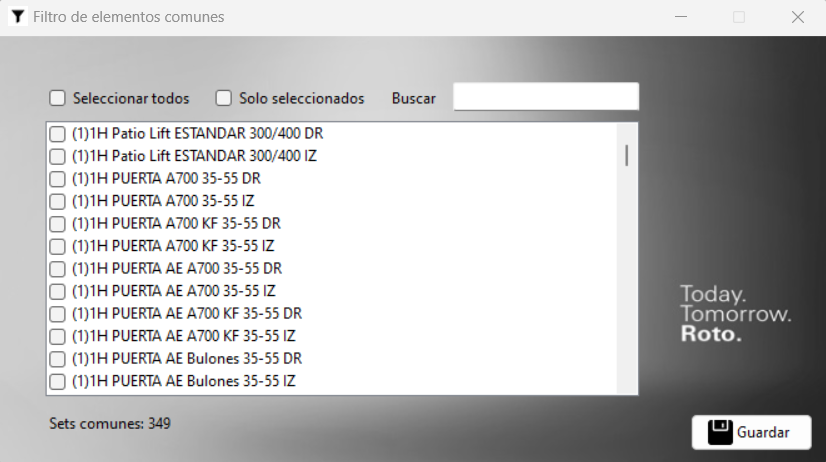 Filtro de elementos comunes
Seleccionar todos Solo seleccionados Buscar
(1)1H Patio Lift ESTANDAR 300/400 DR
(1)1H Patio Lift ESTANDAR 300/400 IZ
(1)1H PUERTA A700 35-55 DR
(1)1H PUERTA A700 35-55 IZ
(1)1H PUERTA A700 KF 35-55 DR
(1)1H PUERTA A700 KF 35-55 IZ
(1)1H PUERTA AE A700 35-55 DR
(1)1H PUERTA AE A700 35-55 IZ
(1)1H PUERTA AE A700 KF 35-55 DR
(1)1H PUERTA AE A700 KF 35-55 IZ
(1)1H PUERTA AE Bulones 35-55 DR
(1)1H PUERTA AE Bulones 35-55 IZ
Today.
Tomorrow.
Roto.
Sets comunes: 349
Guardar